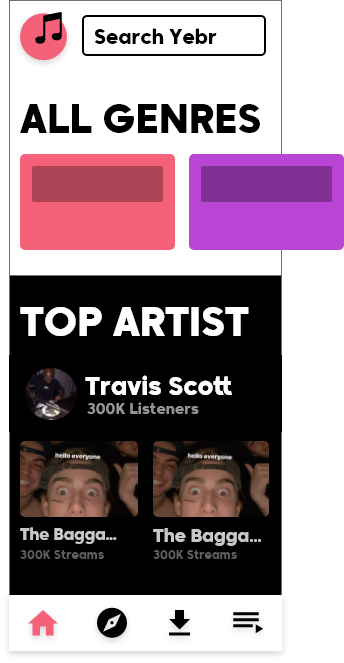 Search Yebr
ALL GENRES
TOP ARTIST
Travis Scott
300K Listeners
hello everyone
hello everyone
The Bagga...
The Bagga...
300K Streams
300K Streams